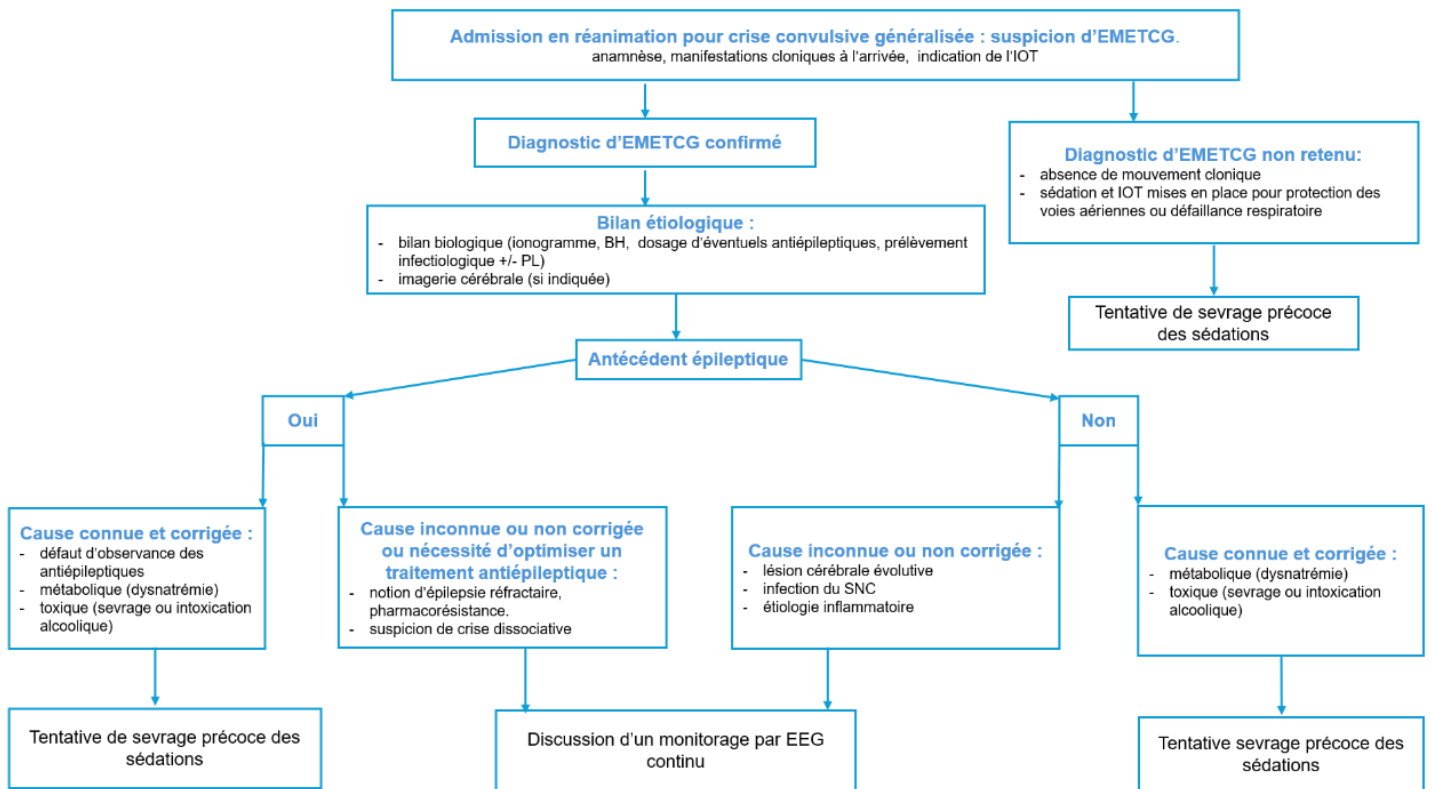 Admission en réanimation pour crise convulsive généralisée : suspicion d'EMETCG.
anamnèse, manifestations cloniques à l'arrivée, indication de l'IOT
Diagnostic d'EMETCG confirmé
Diagnostic d'EMETCG non retenu:
- absence de mouvement clonique
- sédation et IOT mises en place pour protection des
voies aériennes ou défaillance respiratoire
Bilan étiologique :
- bilan biologique (ionogramme, BH, dosage d'éventuels antiépileptiques, prélèvement
infectiologique +/- PL)
- imagerie cérébrale (si indiquée)
Tentative de sevrage précoce
des sédations
Antécédent épileptique
Oui
Non
Cause connue et corrigée :
- défaut d'observance des
antiépileptiques
- métabolique (dysnatrémie)
- toxique (sevrage ou intoxication
alcoolique)
Cause inconnue ou non corrigée
ou nécessité d'optimiser un
traitement antiépileptique :
- notion d'épilepsie réfractaire,
pharmacorésistance.
- suspicion de crise dissociative
Cause inconnue ou non corrigée :
- lésion cérébrale évolutive
- infection du SNC
- étiologie inflammatoire
Cause connue et corrigée :
- métabolique (dysnatrémie)
- toxique (sevrage ou intoxication
alcoolique)
Tentative de sevrage précoce des
sédations
Discussion d'un monitorage par EEG
continu
Tentative sevrage précoce des
sédations